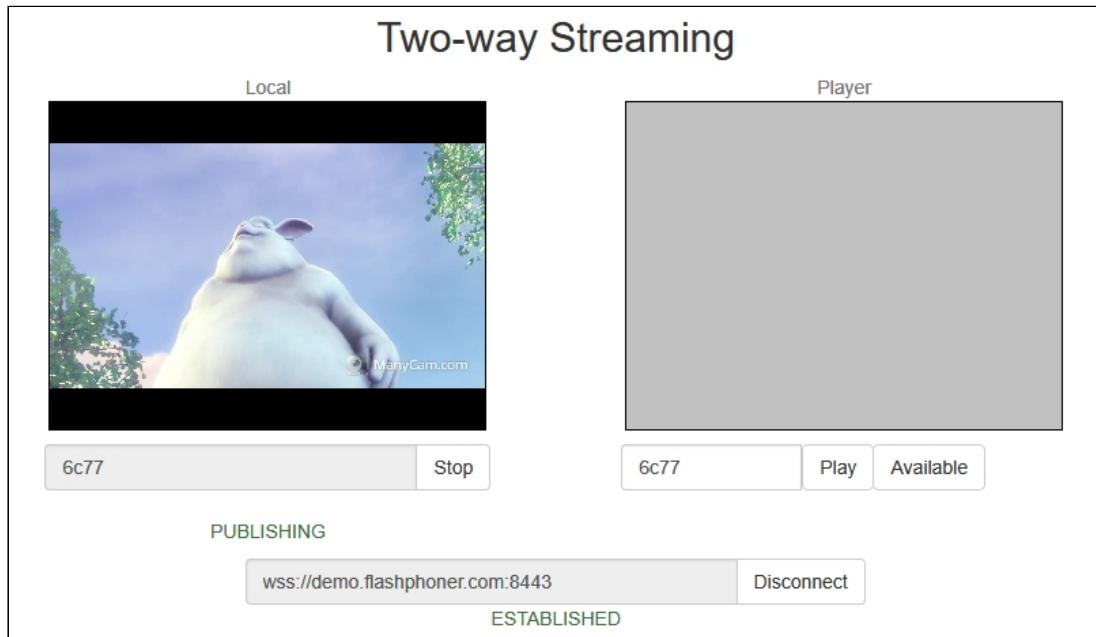 Two-way Streaming
Local
Player
ManyCam.com
6c77
Stop
6c77
Play
Available
PUBLISHING
wss://demo.flashphoner.com:8443
Disconnect
ESTABLISHED